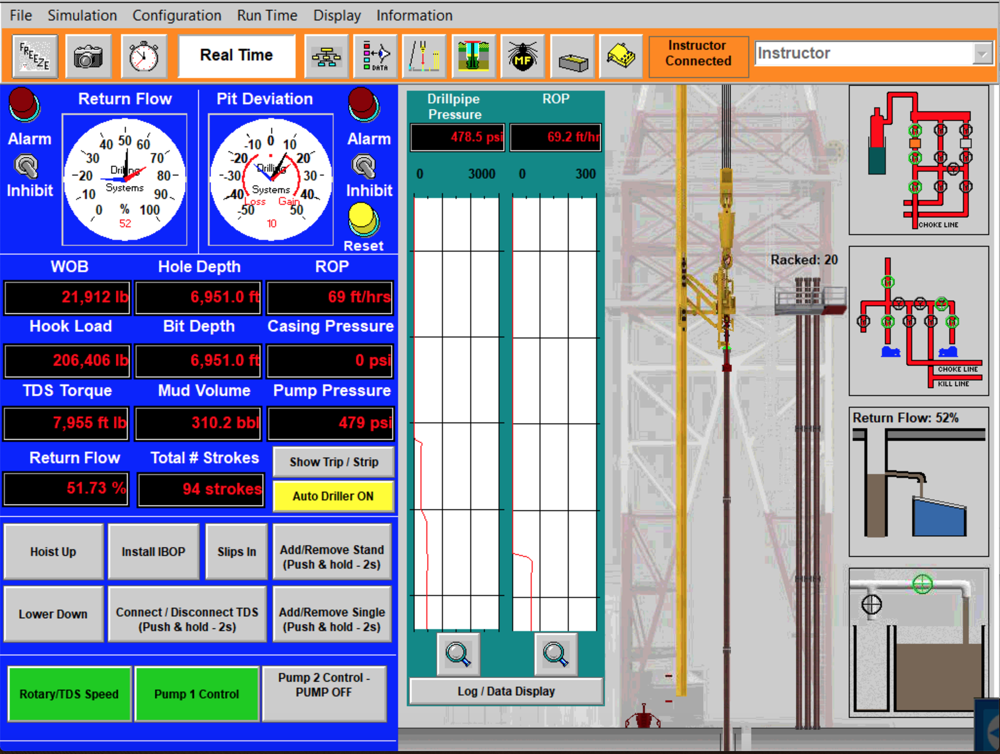 File Simulation Configuration Run Time Display Information
FREEZE
Real Time
DATA
MF
Instructor
Connected
Instructor
Return Flow
Alarm
Inhibit
0 10 20 30 40 50 60 70 80 90 100
Drilling
Systems
%
52
Pit Deviation
-50 -40 -30 -20 -10 0 10 20 30 40 50
Drilling
Systems
Loss Gain
10
Alarm
Inhibit
Reset
WOB Hole Depth ROP
21,912 lb 6,951.0 ft 69 ft/hrs
Hook Load Bit Depth Casing Pressure
206,406 lb 6,951.0 ft 0 psi
TDS Torque Mud Volume Pump Pressure
7,955 ft lb 310.2 bbl 479 psi
Return Flow Total # Strokes
51.73 % 94 strokes
Show Trip / Strip
Auto Driller ON
Hoist Up
Install IBOP
Slips In
Add/Remove Stand
(Push & hold - 2s)
Lower Down
Connect / Disconnect TDS
(Push & hold - 2s)
Add/Remove Single
(Push & hold - 2s)
Rotary/TDS Speed
Pump 1 Control
Pump 2 Control -
PUMP OFF
Drillpipe
Pressure
ROP
478.5 psi 69.2 ft/hr
0 3000 0 300
Log / Data Display
Racked: 20
CHOKE LINE
CHOKE LINE
KILL LINE
Return Flow: 52%